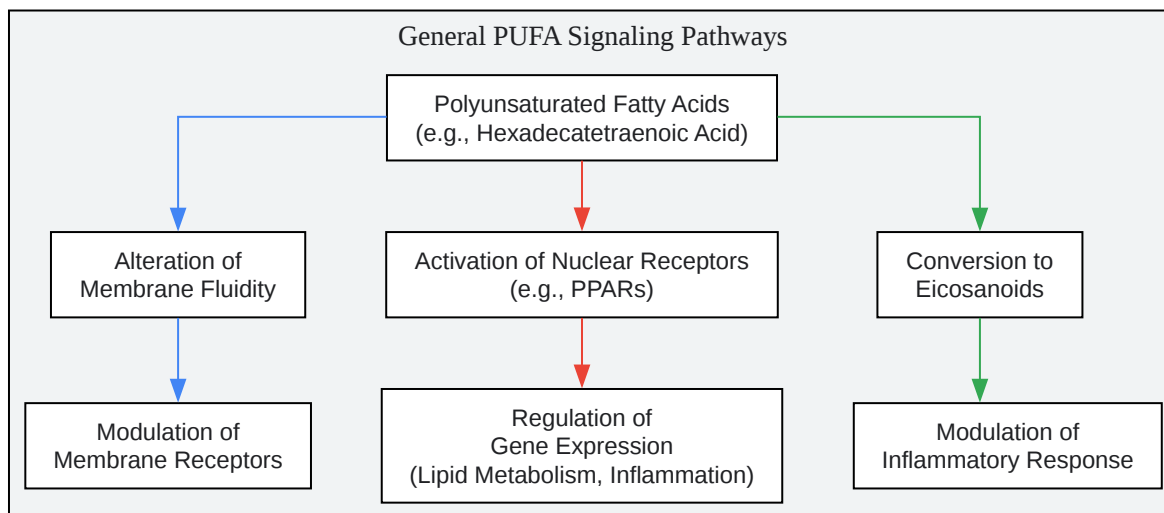 General PUFA Signaling Pathways
Polyunsaturated Fatty Acids
(e.g., Hexadecatetraenoic Acid)
Alteration of
Membrane Fluidity
Activation of Nuclear Receptors
(e.g., PPARs)
Conversion to
Eicosanoids
Modulation of
Membrane Receptors
Regulation of
Gene Expression
(Lipid Metabolism, Inflammation)
Modulation of
Inflammatory Response